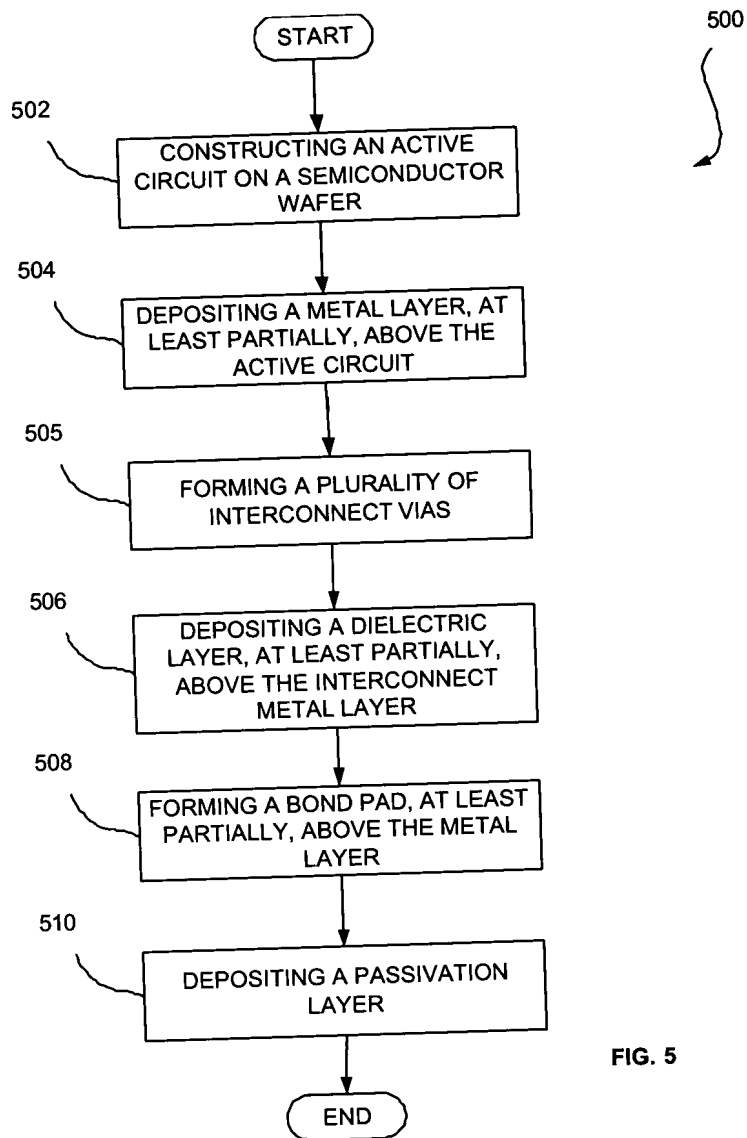 START
500
502
CONSTRUCTING AN ACTIVE
CIRCUIT ON A SEMICONDUCTOR
WAFER
504
DEPOSITING A METAL LAYER, AT
LEAST PARTIALLY, ABOVE THE
ACTIVE CIRCUIT
505
FORMING A PLURALITY OF
INTERCONNECT VIAS
506
DEPOSITING A DIELECTRIC
LAYER, AT LEAST PARTIALLY,
ABOVE THE INTERCONNECT
METAL LAYER
508
FORMING A BOND PAD, AT LEAST
PARTIALLY, ABOVE THE METAL
LAYER
510
DEPOSITING A PASSIVATION
LAYER
FIG. 5
END